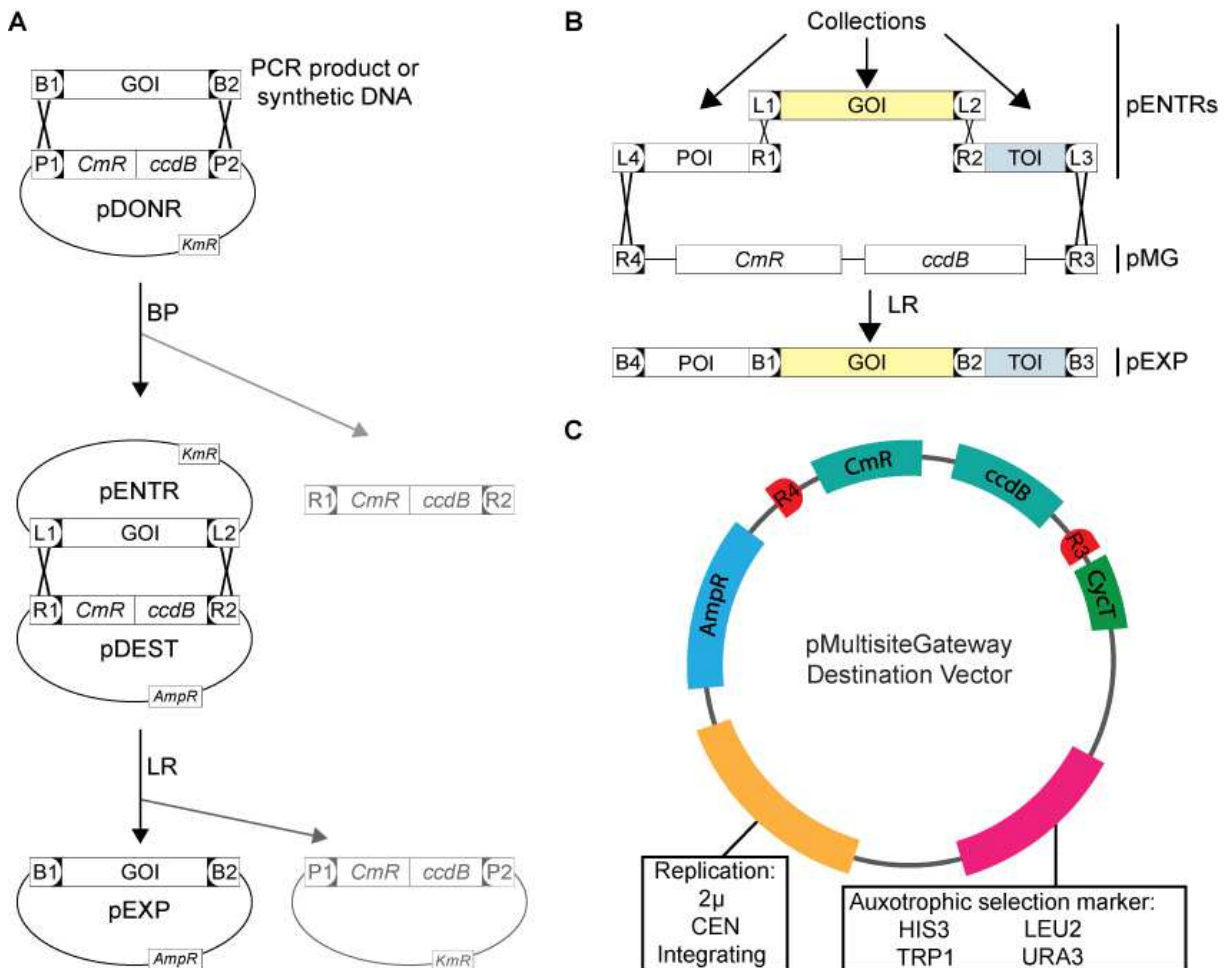 A
B1 GOI B2
PCR product or
synthetic DNA
P1 CmR ccdB P2
pDONR
KmR
BP
KmR
pENTR
L1 GOI L2
R1 CmR ccdB R2
R1 CmR ccdB R2
pDEST
AmpR
LR
B1 GOI B2
pEXP
AmpR
P1 CmR ccdB P2
KmR
B
Collections
L1 GOI L2
pENTRs
L4 POI R1
R2 TOI L3
R4 CmR ccdB R3
pMG
LR
B4 POI B1 GOI B2 TOI B3
pEXP
C
R4
CmR
ccdB
R3
CycT
AmpR
pMultisiteGateway
Destination Vector
Replication:
2µ
CEN
Integrating
Auxotrophic selection marker:
HIS3 LEU2
TRP1 URA3